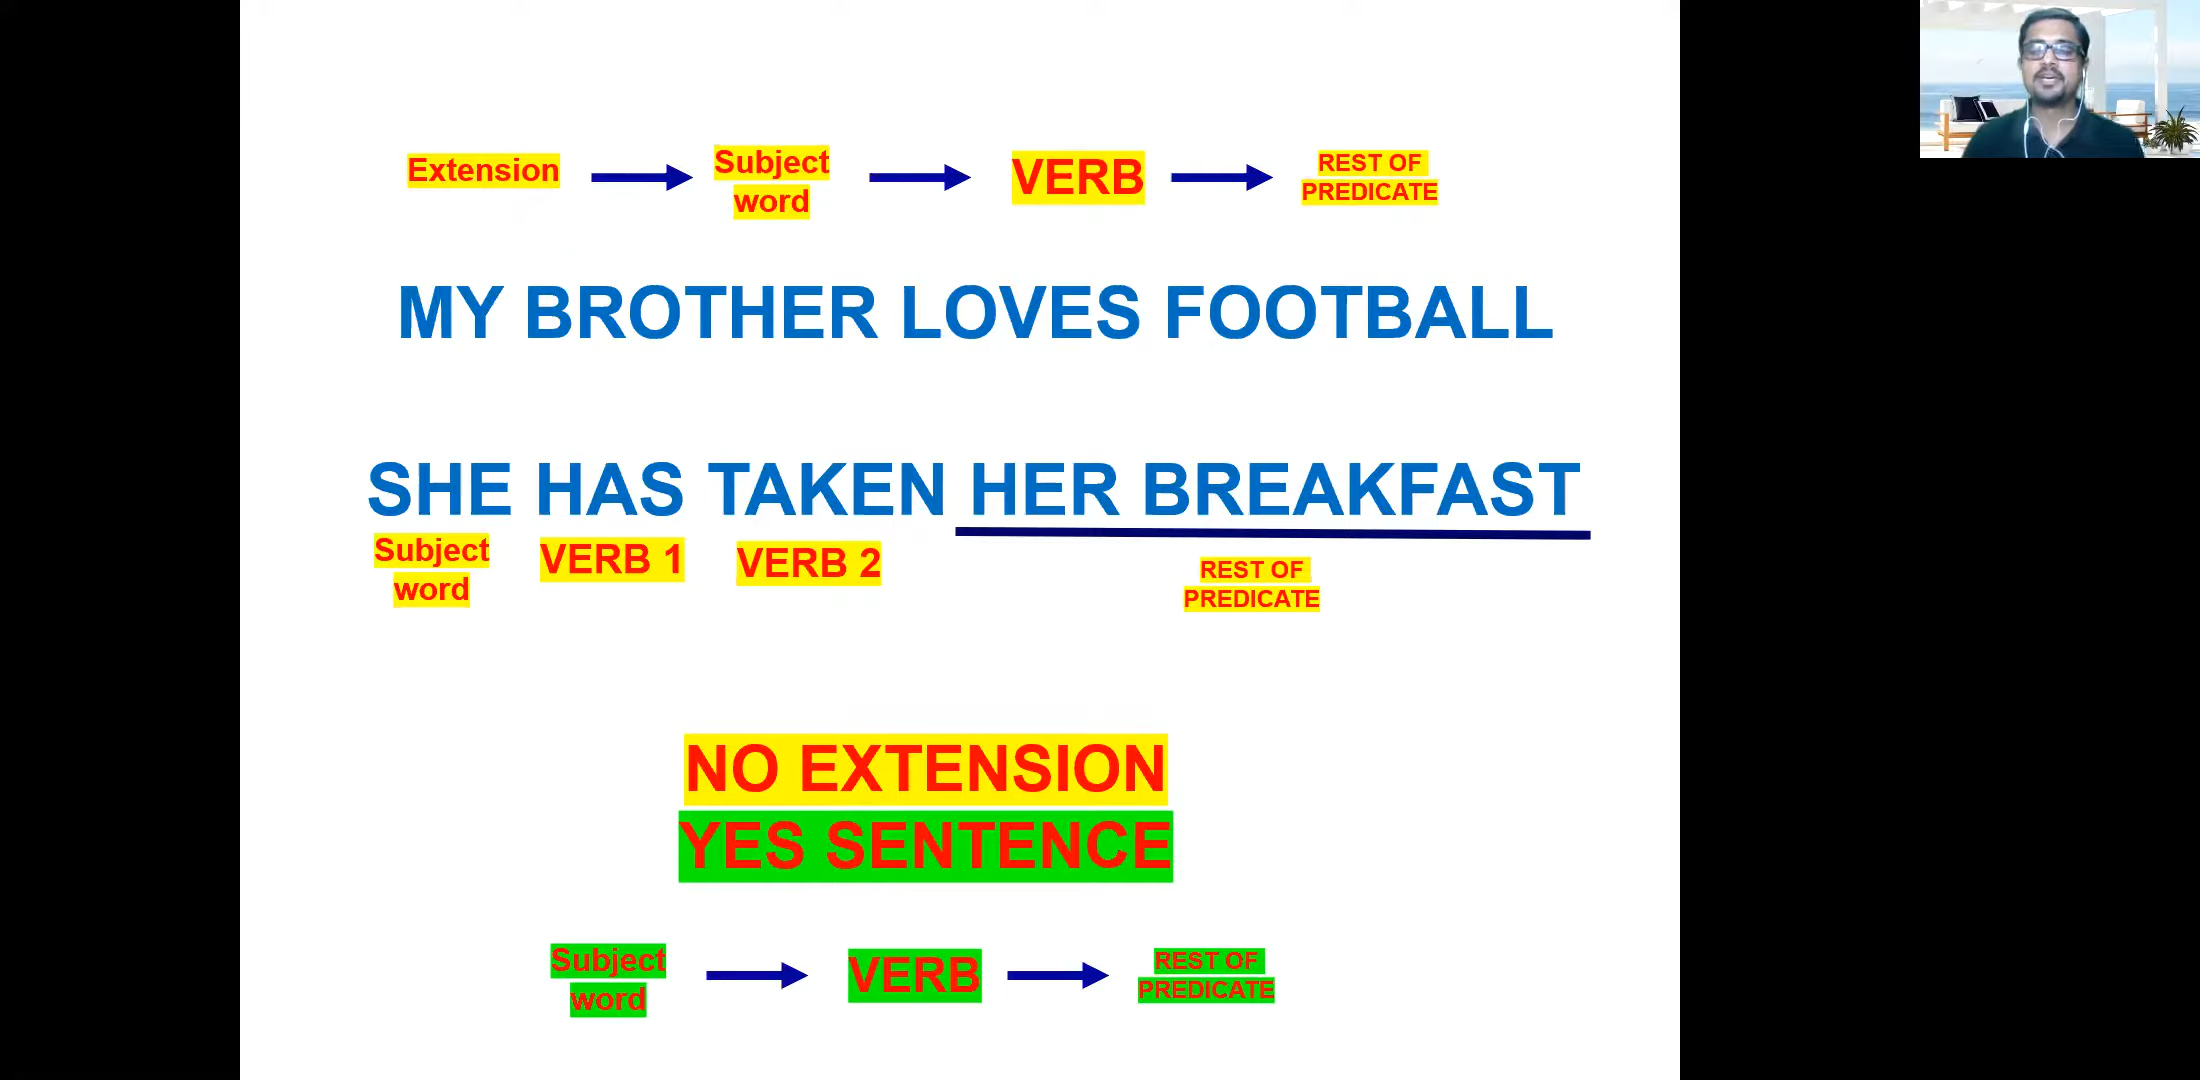 Extension
Subject
word
VERB
REST OF
PREDICATE
MY BROTHER LOVES FOOTBALL
SHE HAS TAKEN HER BREAKFAST
Subject
word
VERB 1
VERB 2
REST OF
PREDICATE
NO EXTENSION
YES SENTENCE
Subject
word
VERB
REST OF
PREDICATE